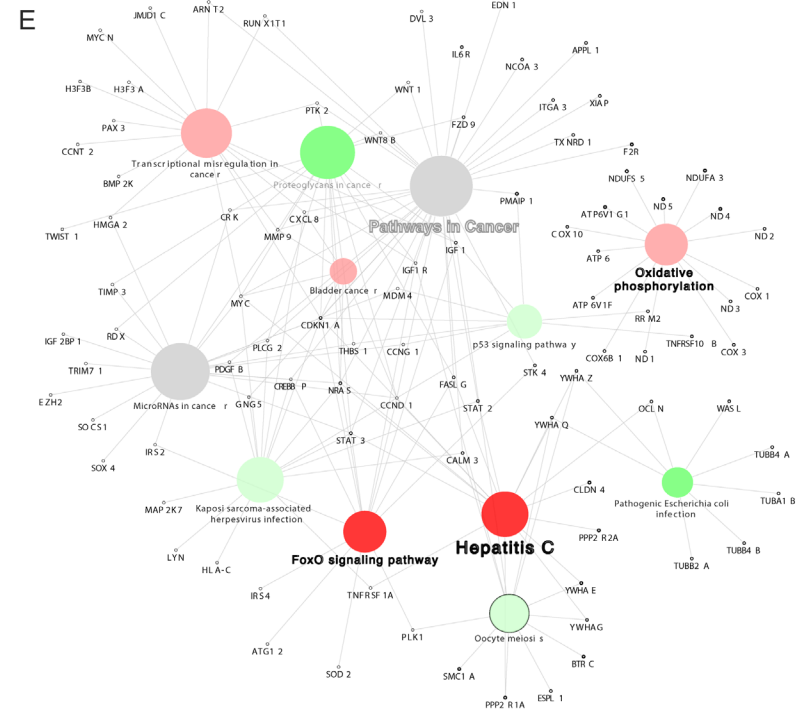 E
EDN 1
ARN T2
JMJD1 C
RUN X1T1
DVL 3
MYC N
IL6 R
APPL 1
NCOA 3
H3F3B
H3F3 A
WNT 1
PTK 2
ITGA 3
XIA P
PAX 3
FZD 9
WNT8 B
TX NRD 1
CCNT 2
F2R
Transcriptional misregulation in
cance r
Proteoglycans in cance r
BMP 2K
NDUFS 5
NDUFA 3
PMAIP 1
ND 5
ATP6V1 G1
ND 4
CR K
CXCL 8
HMGA 2
Pathways in Cancer
TWIST 1
MMP 9
COX 10
ND 2
IGF 1
ATP 6
IGF1 R
Oxidative
phosphorylation
Bladder cance r
TIMP 3
MDM 4
MY C
ATP 6V1F
COX 1
ND 3
CDKN1 A
RR M2
RD X
IGF 2BP 1
p53 signaling pathwa y
PLCG 2
THBS 1
CCNG 1
TNFRSF10 B
COX 3
COX6B 1
ND 1
TRIM7 1
PDGF B
STK 4
YWHA Z
CREBB P
NRA S
FASL G
E ZH2
MicroRNAs in cance r
GNG 5
CCND 1
STAT 2
OCL N
WAS L
SO CS1
YWHA Q
STAT 3
IRS 2
CALM 3
TUBB4 A
SOX 4
CLDN 4
MAP 2K7
Kaposi sarcoma-associated
herpesvirus infection
Pathogenic Escherichia coli
infection
TUBA1 B
PPP2 R2A
Hepatitis C
LYN
FoxO signaling pathway
TUBB4 B
HL A-C
TUBB2 A
IRS 4
TNFRSF 1A
YWHA E
YWHAG
PLK1
Oocyte meiosi s
ATG1 2
BTR C
SOD 2
SMC1 A
ESPL 1
PPP2 R1A